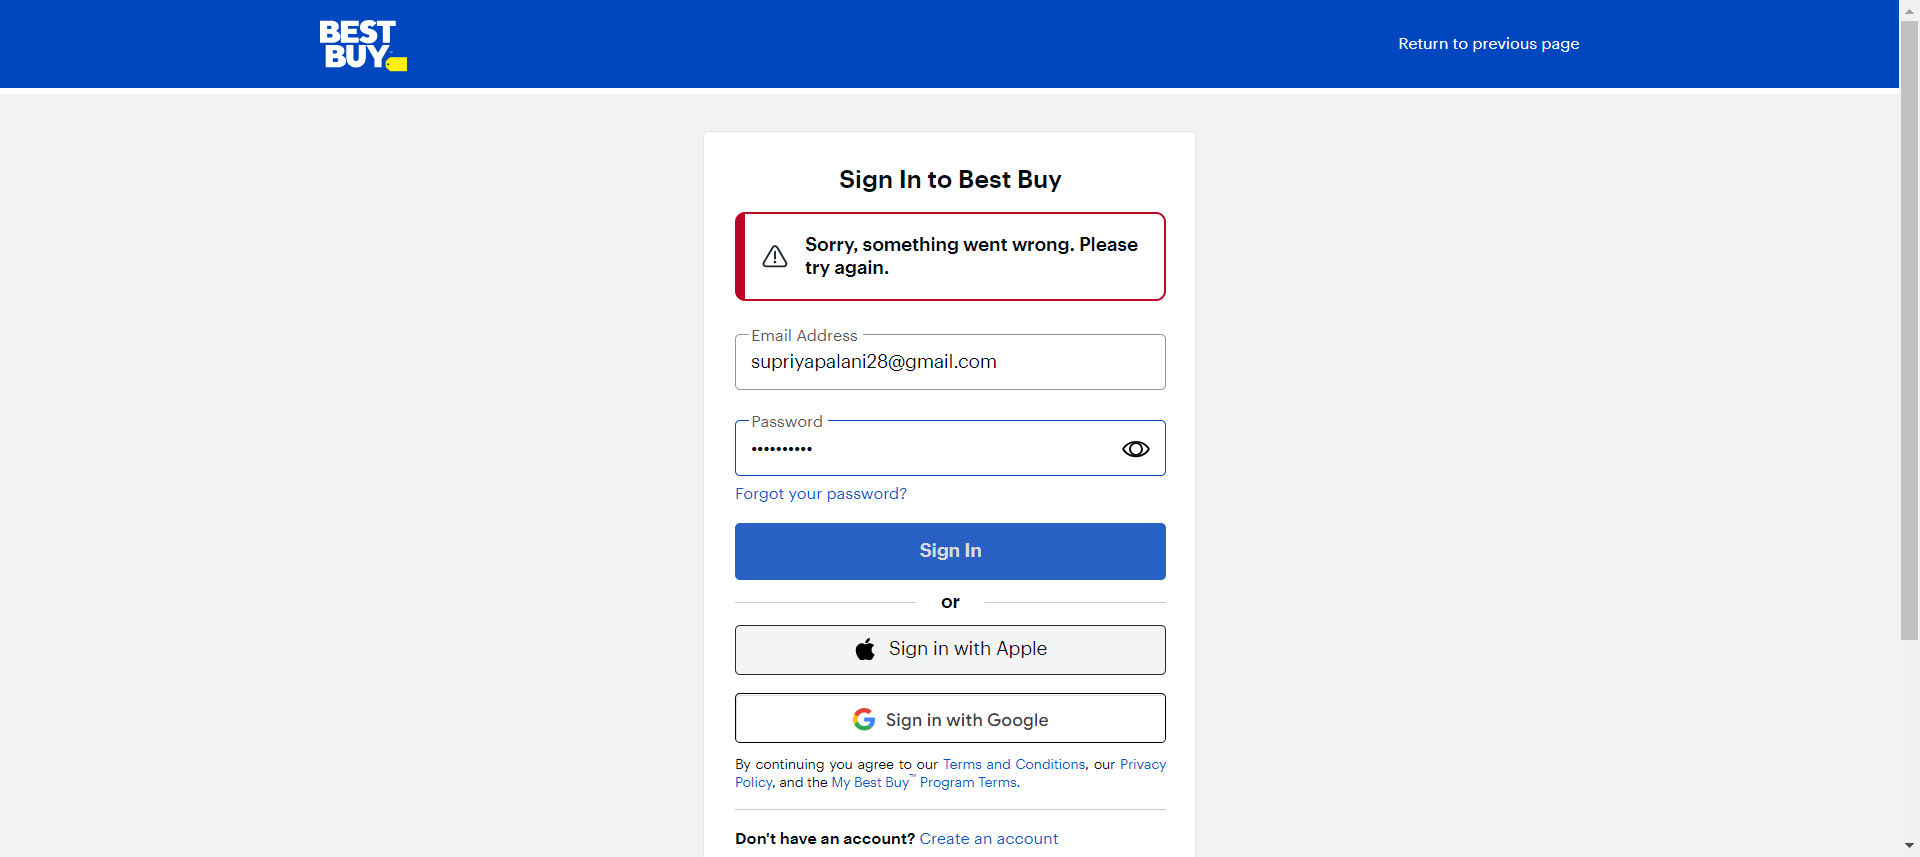 BEST
BUY
Return to previous page
Sign In to Best Buy
Sorry, something went wrong. Please
try again.
Email Address
supriyapalani28@gmail.com
Password
••••••••••
Forgot your password?
Sign In
or
Sign in with Apple
Sign in with Google
By continuing you agree to our Terms and Conditions, our Privacy
Policy, and the My Best Buy™ Program Terms.
Don't have an account? Create an account